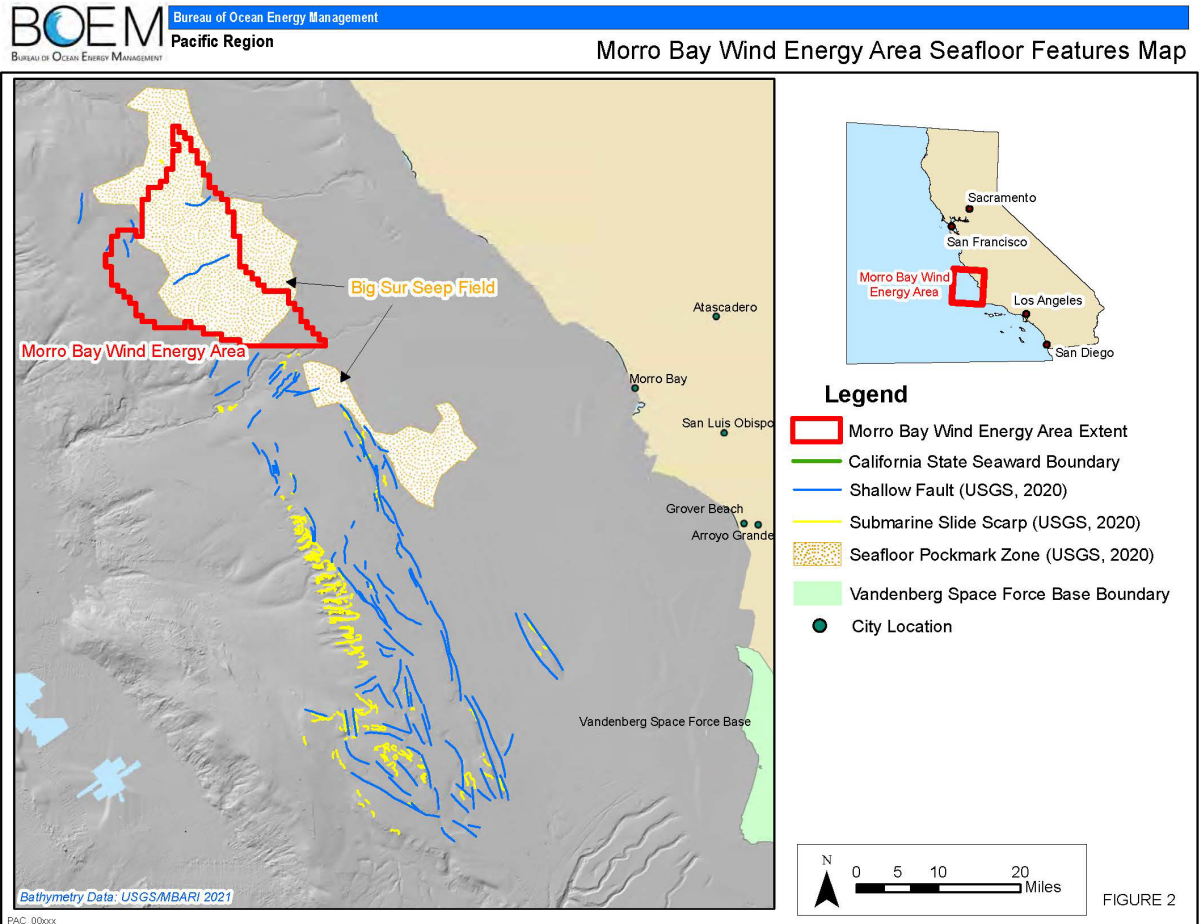 BOEM
BUREAU OF OCEAN ENERGY MANAGEMENT
Bureau of Ocean Energy Management
Pacific Region
Morro Bay Wind Energy Area Seafloor Features Map
Big Sur Seep Field
Morro Bay Wind Energy Area
Atascadero
Morro Bay
San Luis Obispo
Grover Beach
Arroyo Grande
Vandenberg Space Force Base
Bathymetry Data: USGS/MBARI 2021
Sacramento
San Francisco
Morro Bay Wind
Energy Area
Los Angeles
San Diego
Legend
Morro Bay Wind Energy Area Extent
California State Seaward Boundary
Shallow Fault (USGS, 2020)
Submarine Slide Scarp (USGS, 2020)
Seafloor Pockmark Zone (USGS, 2020)
Vandenberg Space Force Base Boundary
City Location
N
0 5 10 20
Miles
FIGURE 2
PAC_00xxx